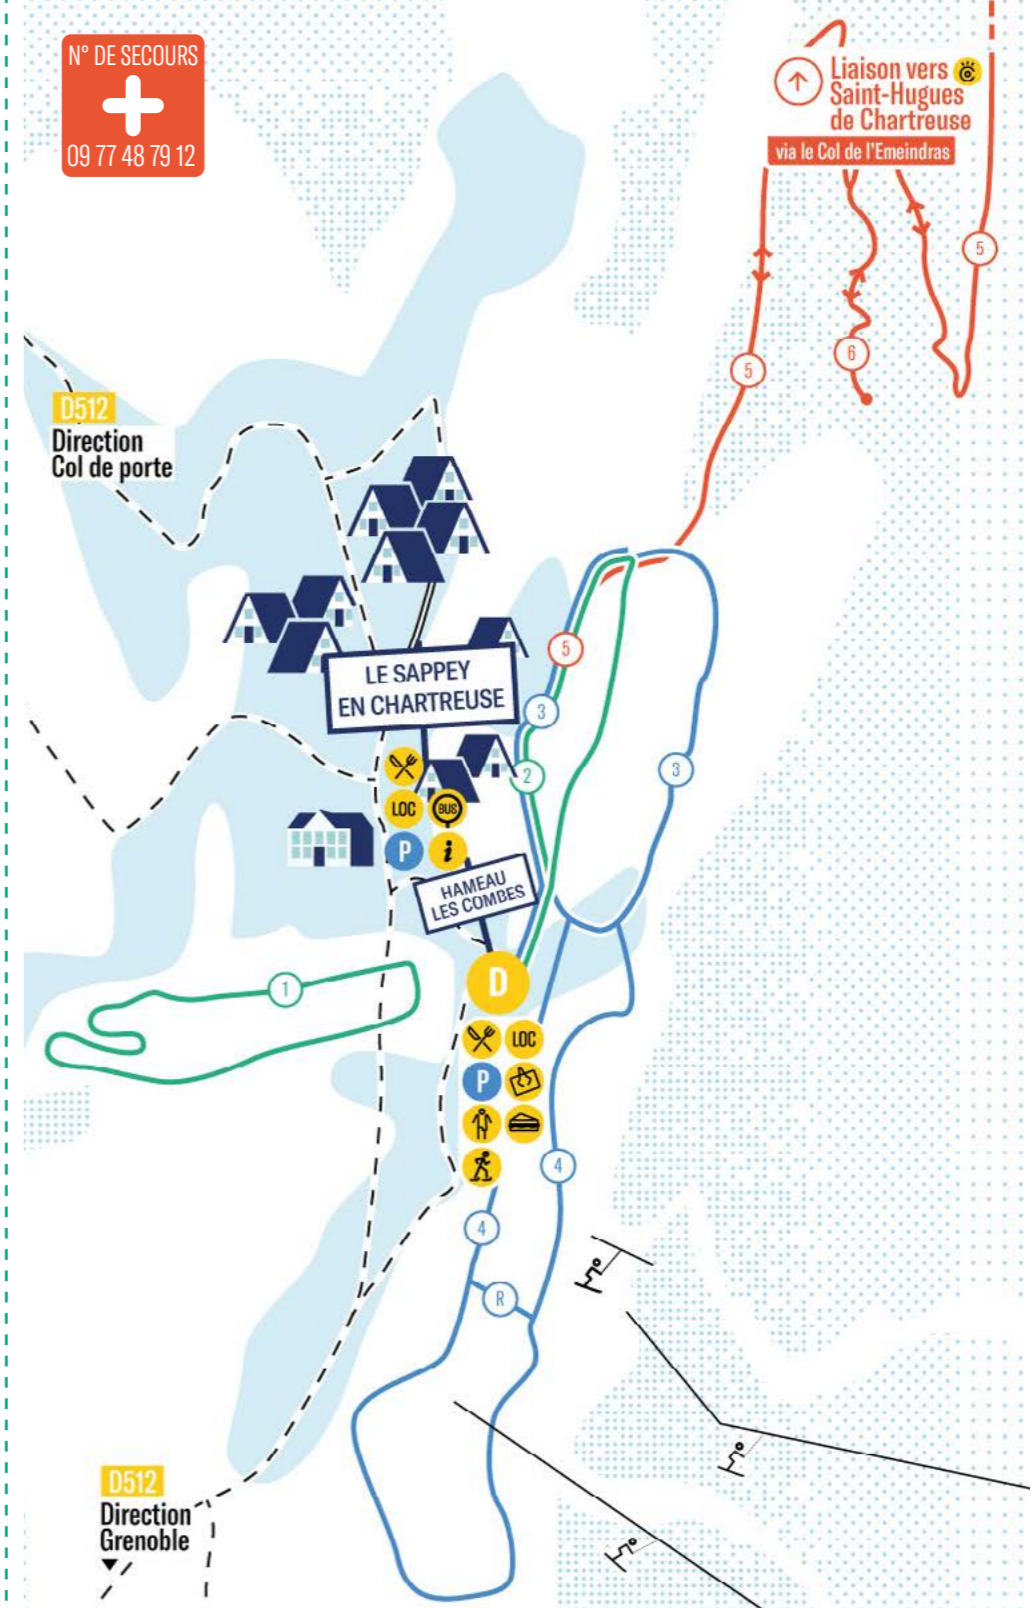 N° DE SECOURS
09 77 48 79 12
Liaison vers
Saint-Hugues
de Chartreuse
via le Col de l'Emeindras
5
5
6
D512
Direction
Col de porte
LE SAPPEY
EN CHARTREUSE
5
3
2
3
LOC
BUS
P
i
HAMEAU
LES COMBES
D
1
LOC
P
4
4
R
D512
Direction
Grenoble